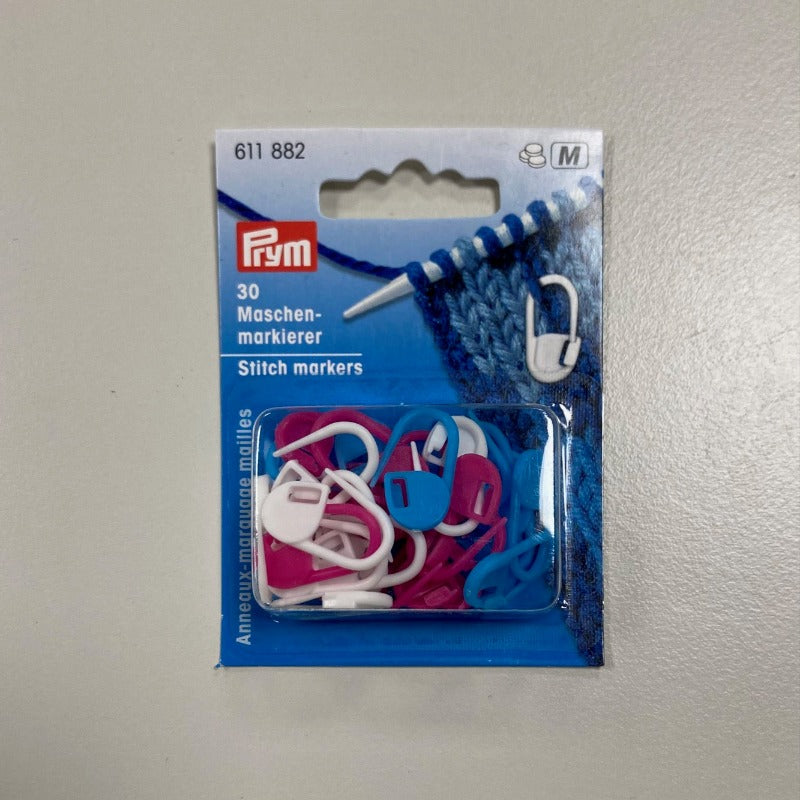 611 882
M
Prym
30
Maschen-
markierer
Stitch markers
Anneaux-marquage mailles